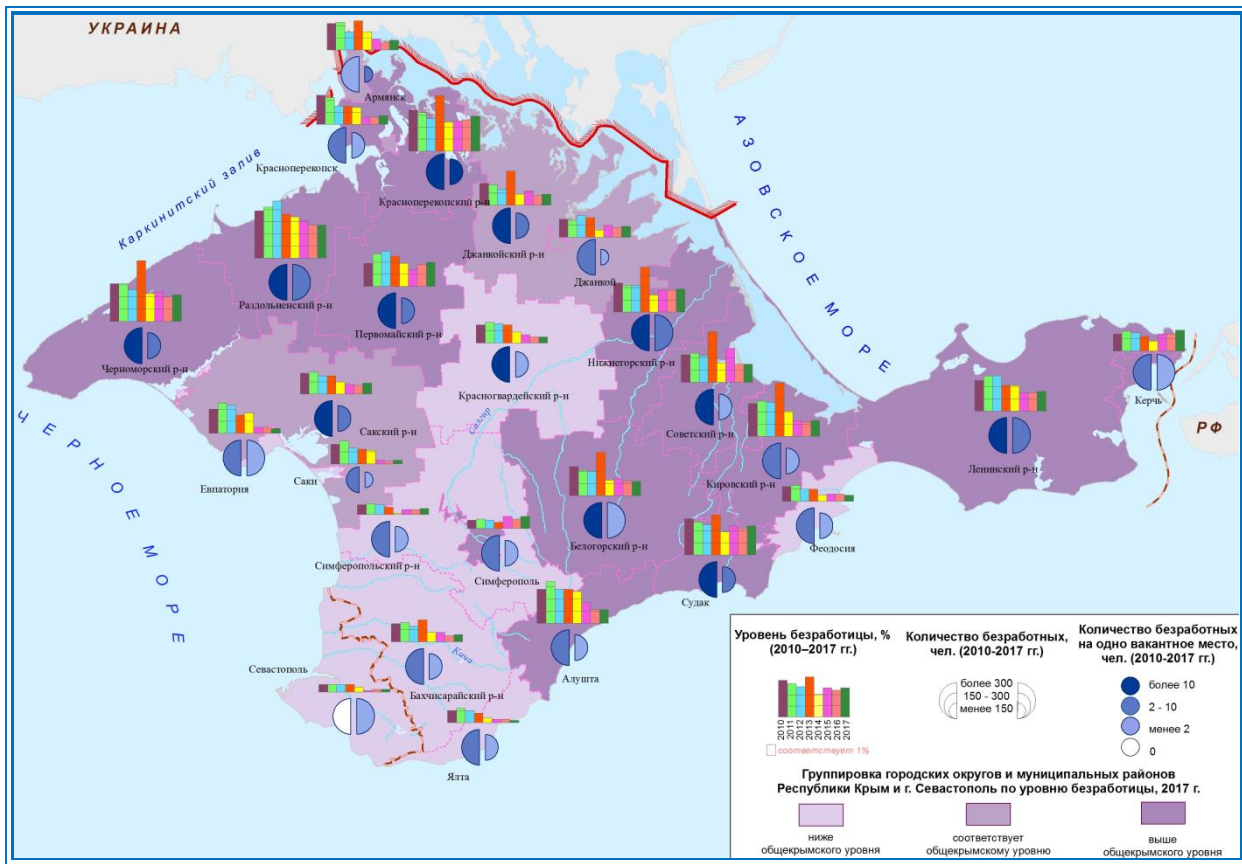 УКРАИНА
Армянск
Красноперекопск
Каркинитский залив
Красноперекопский р-н
АЗОВСКОЕ МОРЕ
Джанкойский р-н
Джанкой
Раздольненский р-н
Первомайский р-н
Нижнегорский р-н
Черноморский р-н
Красногвардейский р-н
Керчь
РФ
ЧЕРНОЕ МОРЕ
Салгир
Сакский р-н
Советский р-н
Ленинский р-н
Кировский р-н
Евпатория
Саки
Белогорский р-н
Феодосия
Симферопольский р-н
Симферополь
Судак
Кача
Алушта
Севастополь
Бахчисарайский р-н
Ялта
Уровень безработицы, %
(2010–2017 гг.)
2010
2011
2012
2013
2014
2015
2016
2017
соответствует 1%
Количество безработных,
чел. (2010-2017 гг.)
более 300
150 - 300
менее 150
Количество безработных
на одно вакантное место,
чел. (2010-2017 гг.)
более 10
2 - 10
менее 2
0
Группировка городских округов и муниципальных районов
Республики Крым и г. Севастополь по уровню безработицы, 2017 г.
ниже
общекрымского уровня
соответствует
общекрымскому уровню
выше
общекрымского уровня